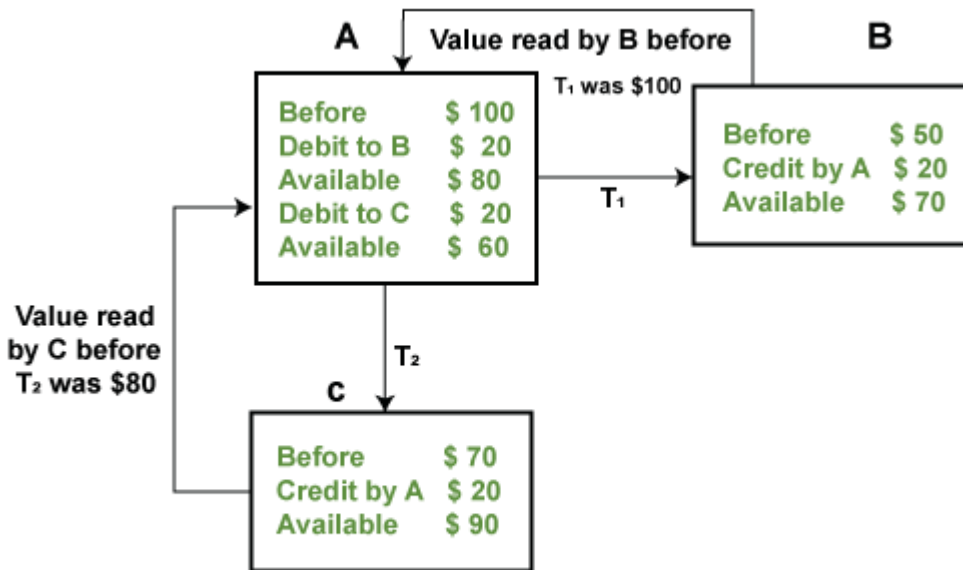 A
Value read by B before
B
T₁ was $100
Before $ 100
Debit to B $ 20
Available $ 80
Debit to C $ 20
Available $ 60
T₁
Before $ 50
Credit by A $ 20
Available $ 70
Value read
by C before
T₂ was $80
T₂
c
Before $ 70
Credit by A $ 20
Available $ 90